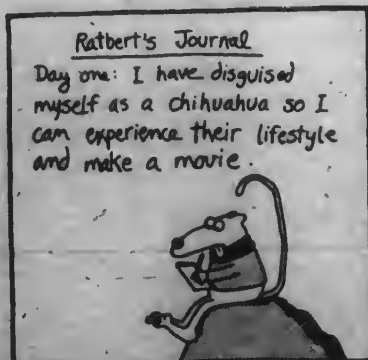 Ratbert's Journal
Day one: I have disguised
myself as a chihuahua so I
can experience their lifestyle
and make a movie.